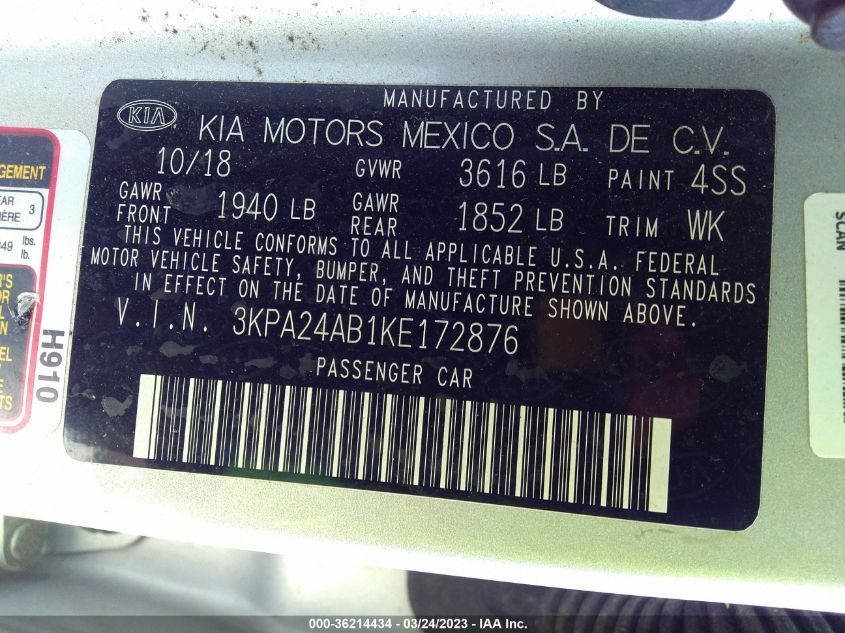 MANUFACTURED BY
KIA KIA MOTORS MEXICO S.A. DE C.V.
10/18 GVWR 3616 LB PAINT 4SS
GAWR FRONT 1940 LB GAWR REAR 1852 LB TRIM WK
THIS VEHICLE CONFORMS TO ALL APPLICABLE U.S.A. FEDERAL
MOTOR VEHICLE SAFETY, BUMPER, AND THEFT PREVENTION STANDARDS
IN EFFECT ON THE DATE OF MANUFACTURE SHOWN ABOVE.
V.I.N. 3KPA24AB1KE172876
PASSENGER CAR
3
lbs.
lb.
H910
SCAN
000-36214434 - 03/24/2023 - IAA Inc.